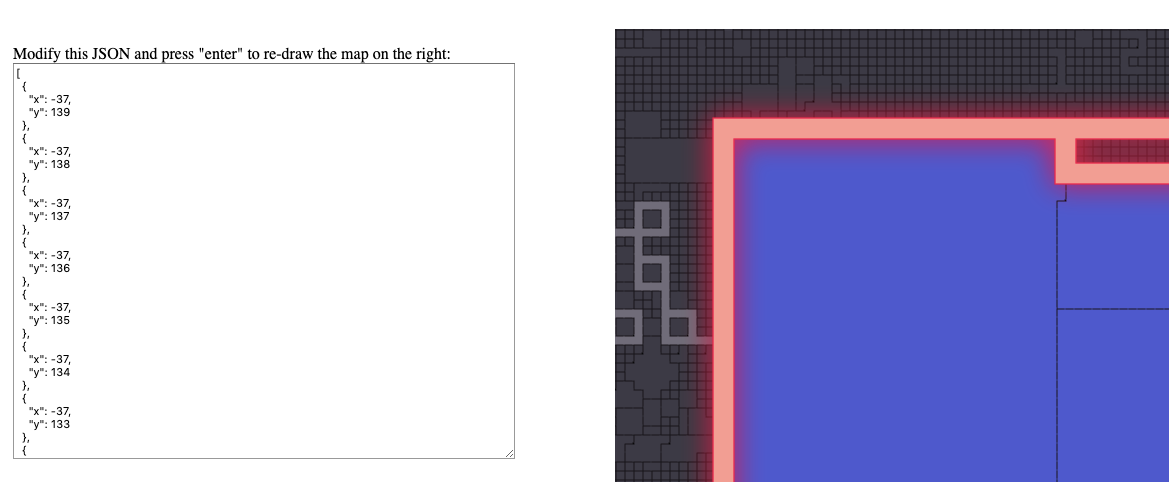 Modify this JSON and press "enter" to re-draw the map on the right:
[
{
"x": -37,
"y": 139
},
{
"x": -37,
"y": 138
},
{
"x": -37,
"y": 137
},
{
"x": -37,
"y": 136
},
{
"x": -37,
"y": 135
},
{
"x": -37,
"y": 134
},
{
"x": -37,
"y": 133
},
{